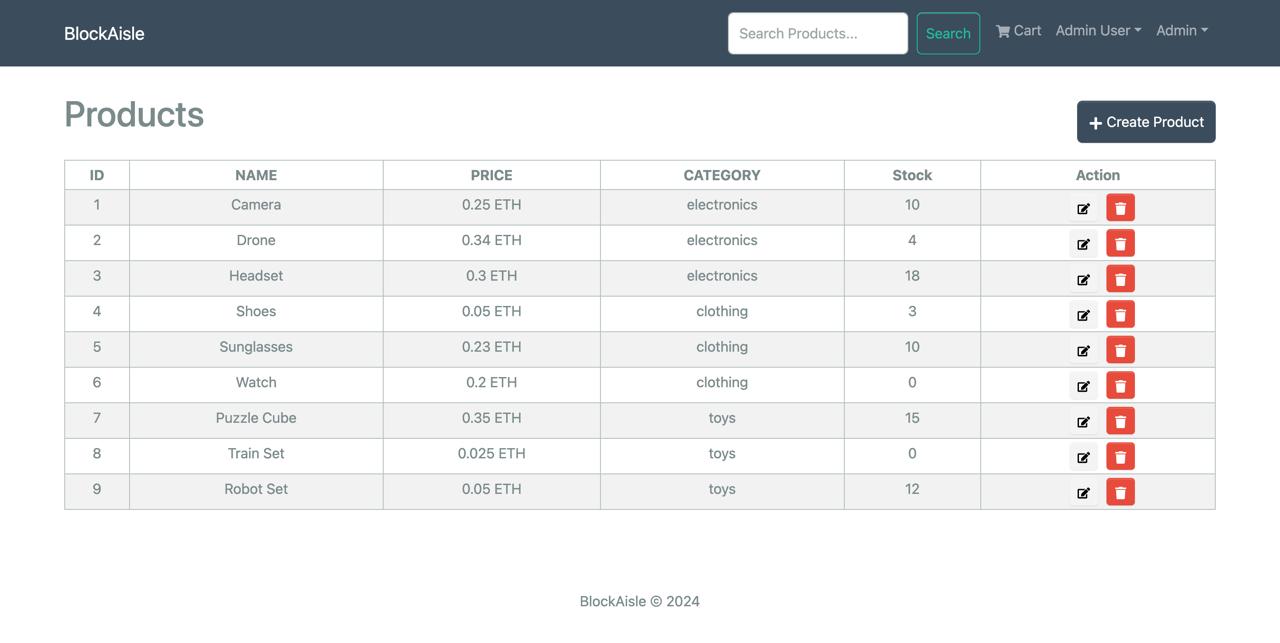 BlockAisle Search Products... Search Cart Admin User Admin
Products
Create Product
ID NAME PRICE CATEGORY Stock Action
1 Camera 0.25 ETH electronics 10
2 Drone 0.34 ETH electronics 4
3 Headset 0.3 ETH electronics 18
4 Shoes 0.05 ETH clothing 3
5 Sunglasses 0.23 ETH clothing 10
6 Watch 0.2 ETH clothing 0
7 Puzzle Cube 0.35 ETH toys 15
8 Train Set 0.025 ETH toys 0
9 Robot Set 0.05 ETH toys 12
BlockAisle © 2024